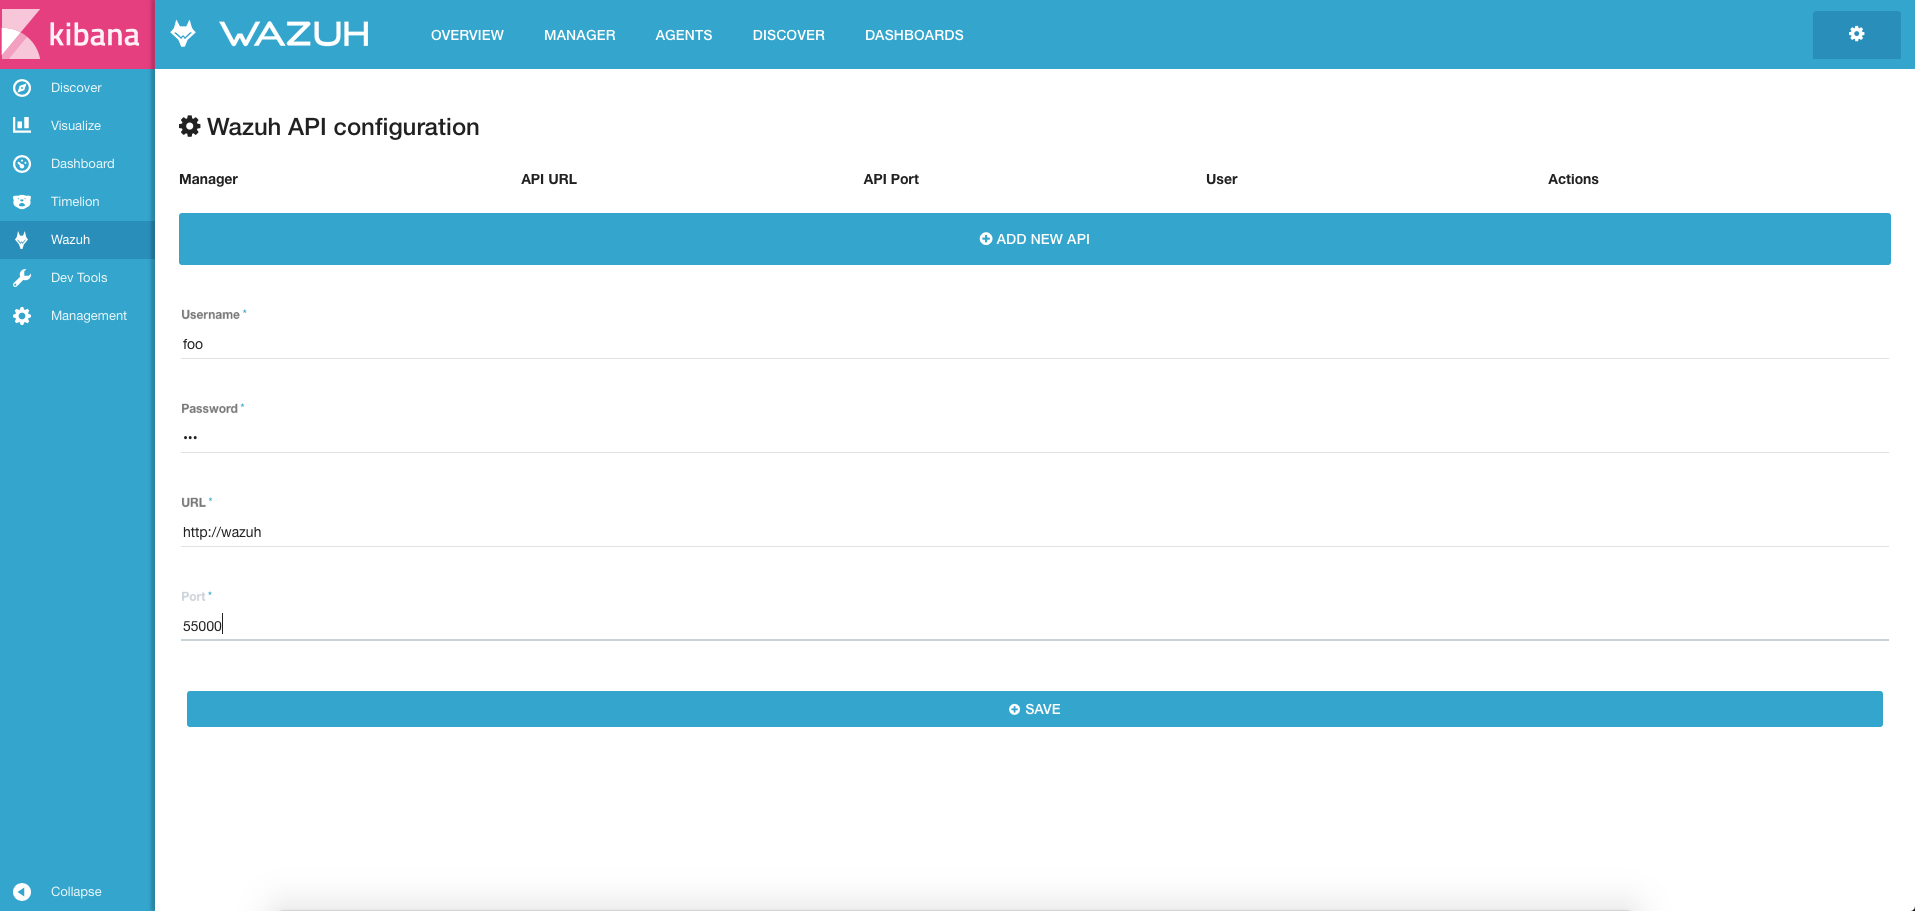 kibana
Discover
Visualize
Dashboard
Timelion
Wazuh
Dev Tools
Management
Collapse
WAZUH
OVERVIEW MANAGER AGENTS DISCOVER DASHBOARDS
Wazuh API configuration
Manager API URL API Port User Actions
ADD NEW API
Username *
foo
Password *
•••
URL *
http://wazuh
Port *
55000
SAVE